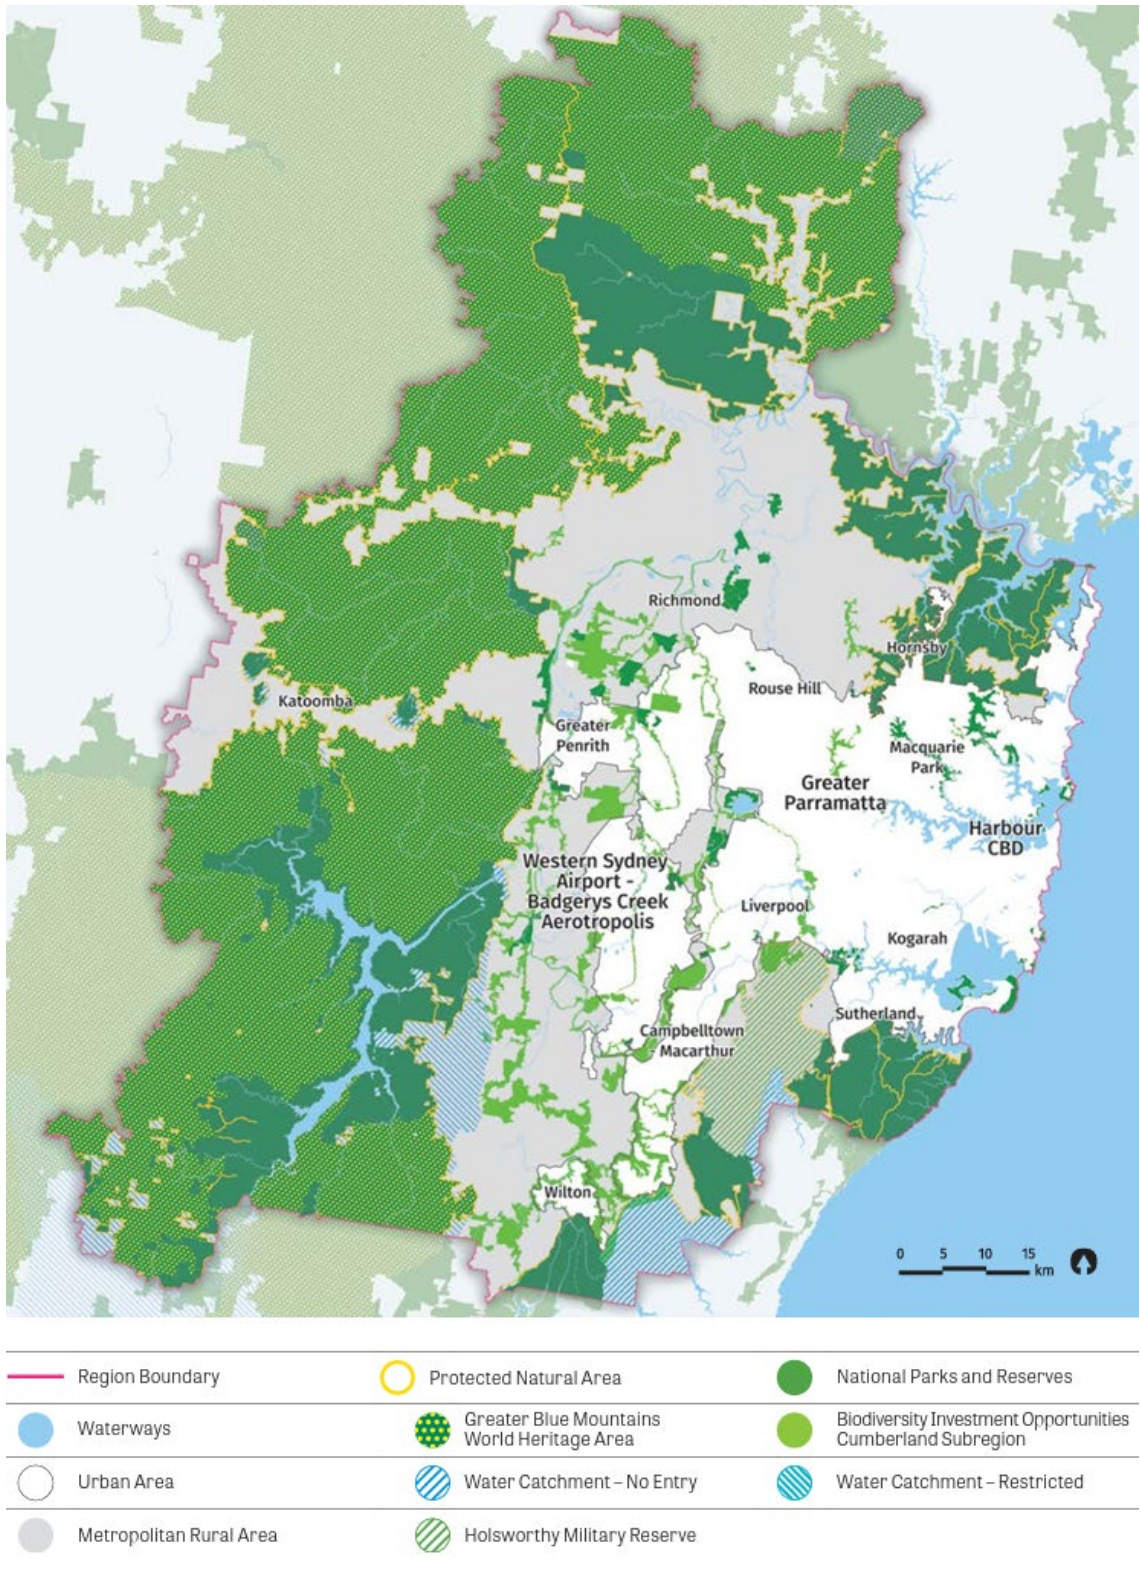 Richmond
Hornsby
Rouse Hill
Katoomba
Greater
Penrith
Macquarie
Park
Greater
Parramatta
Harbour
CBD
Western Sydney
Airport -
Badgerys Creek
Aerotropolis
Liverpool
Kogarah
Sutherland
Campbelltown
- Macarthur
Wilton
0 5 10 15
km
Region Boundary
Protected Natural Area
National Parks and Reserves
Waterways
Greater Blue Mountains
World Heritage Area
Biodiversity Investment Opportunities
Cumberland Subregion
Urban Area
Water Catchment – No Entry
Water Catchment – Restricted
Metropolitan Rural Area
Holsworthy Military Reserve